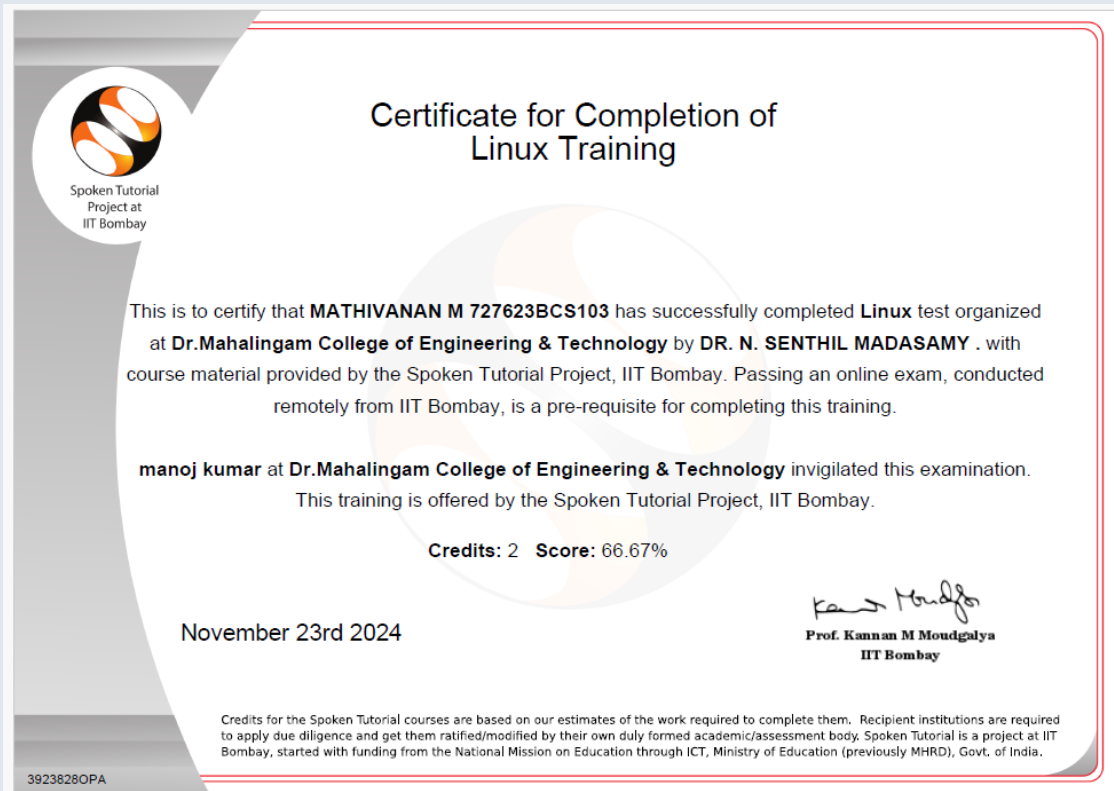 Spoken Tutorial
Project at
IIT Bombay
Certificate for Completion of
Linux Training
This is to certify that MATHIVANAN M 727623BCS103 has successfully completed Linux test organized
at Dr.Mahalingam College of Engineering & Technology by DR. N. SENTHIL MADASAMY . with
course material provided by the Spoken Tutorial Project, IIT Bombay. Passing an online exam, conducted
remotely from IIT Bombay, is a pre-requisite for completing this training.
manoj kumar at Dr.Mahalingam College of Engineering & Technology invigilated this examination.
This training is offered by the Spoken Tutorial Project, IIT Bombay.
Credits: 2 Score: 66.67%
November 23rd 2024
Prof. Kannan M Moudgalya
IIT Bombay
Credits for the Spoken Tutorial courses are based on our estimates of the work required to complete them. Recipient institutions are required
to apply due diligence and get them ratified/modified by their own duly formed academic/assessment body. Spoken Tutorial is a project at IIT
Bombay, started with funding from the National Mission on Education through ICT, Ministry of Education (previously MHRD), Govt. of India.
3923828OPA